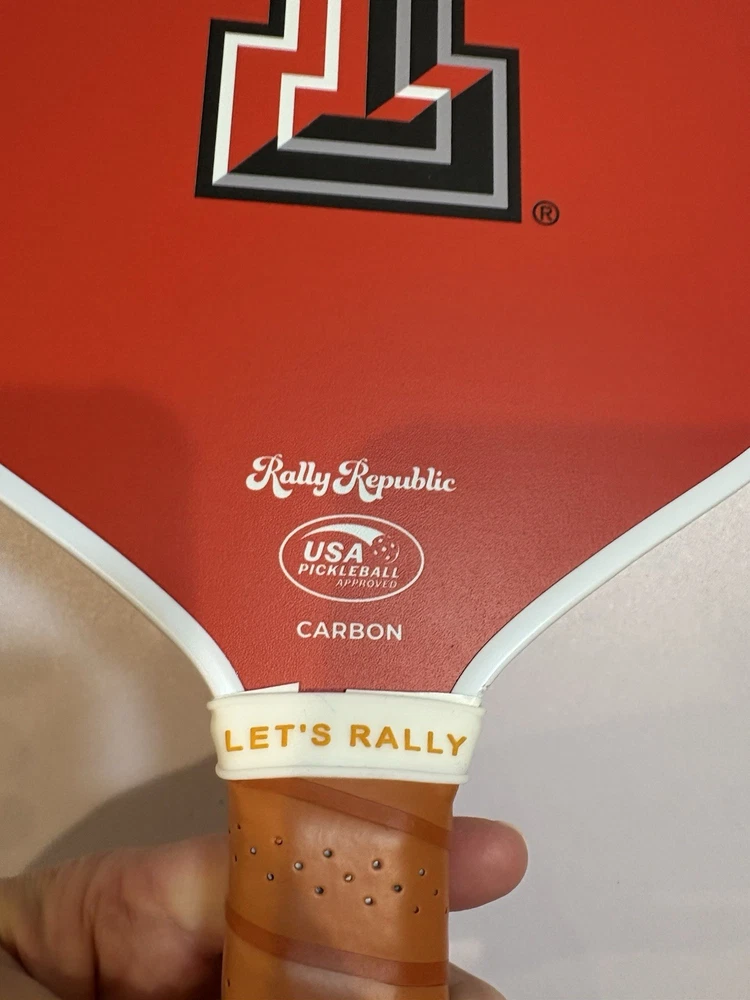 ®
Rally Republic
USA
PICKLEBALL
APPROVED
CARBON
LET'S RALLY